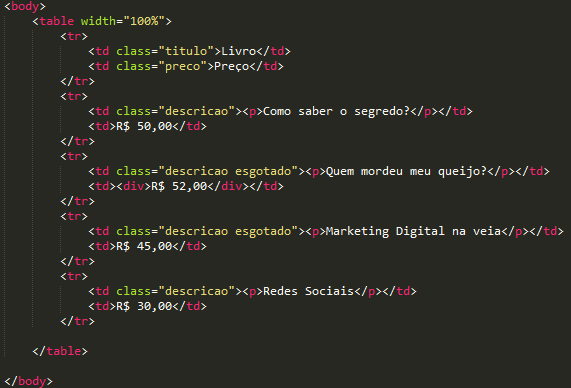 <body>
<table width="100%">
<tr>
<td class="titulo">Livro</td>
<td class="preco">Preço</td>
</tr>
<tr>
<td class="descricao"><p>Como saber o segredo?</p></td>
<td>R$ 50,00</td>
</tr>
<tr>
<td class="descricao esgotado"><p>Quem mordeu meu queijo?</p></td>
<td><div>R$ 52,00</div></td>
</tr>
<tr>
<td class="descricao esgotado"><p>Marketing Digital na veia</p></td>
<td>R$ 45,00</td>
</tr>
<tr>
<td class="descricao"><p>Redes Sociais</p></td>
<td>R$ 30,00</td>
</tr>
</table>
</body>